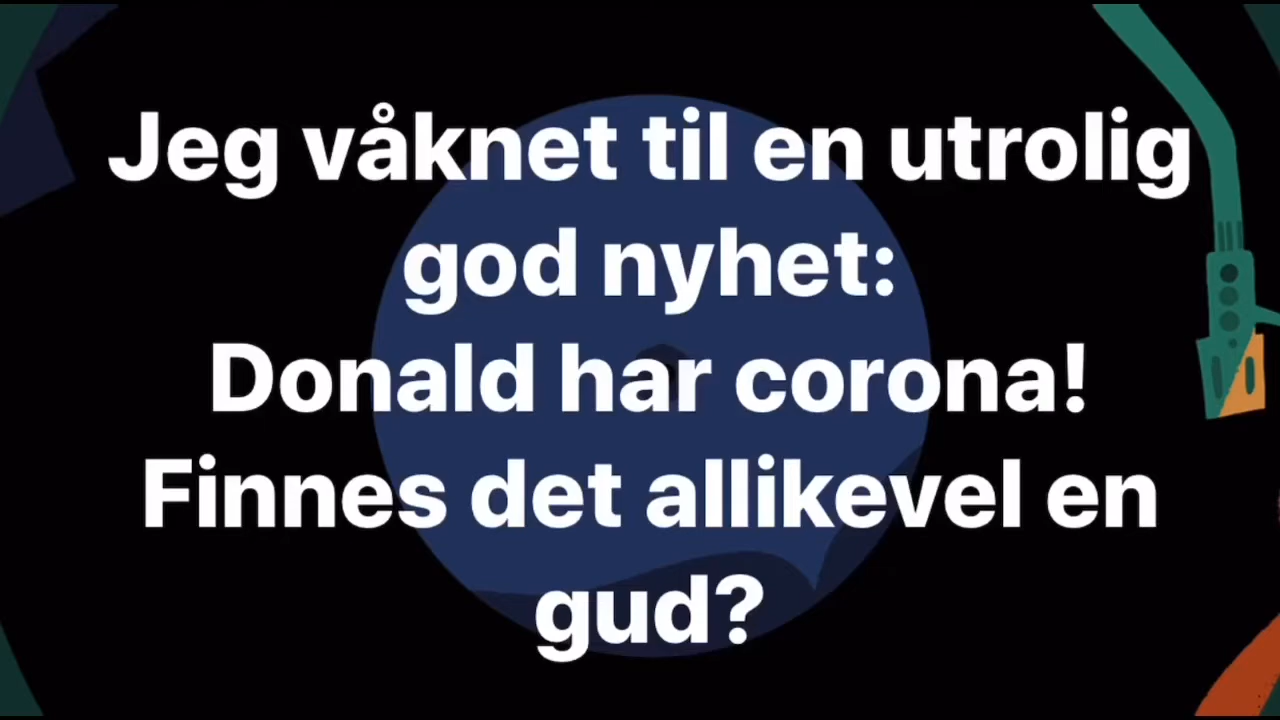 Jeg våknet til en utrolig
god nyhet:
Donald har corona!
Finnes det allikevel en
gud?